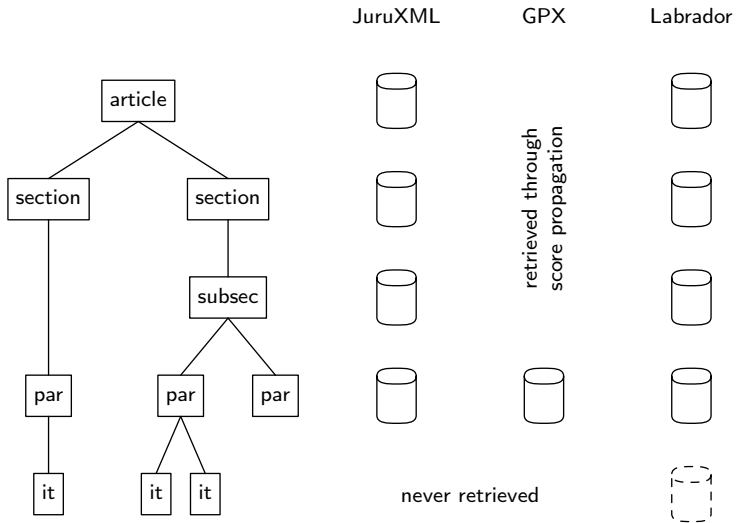 JuruXML GPX Labrador
article
section section
retrieved through
score propagation
subsec
par par par
it it it
never retrieved